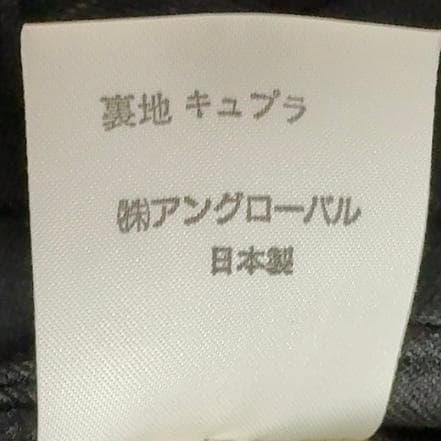 裏地 キュプラ
㈱アングローバル
日本製